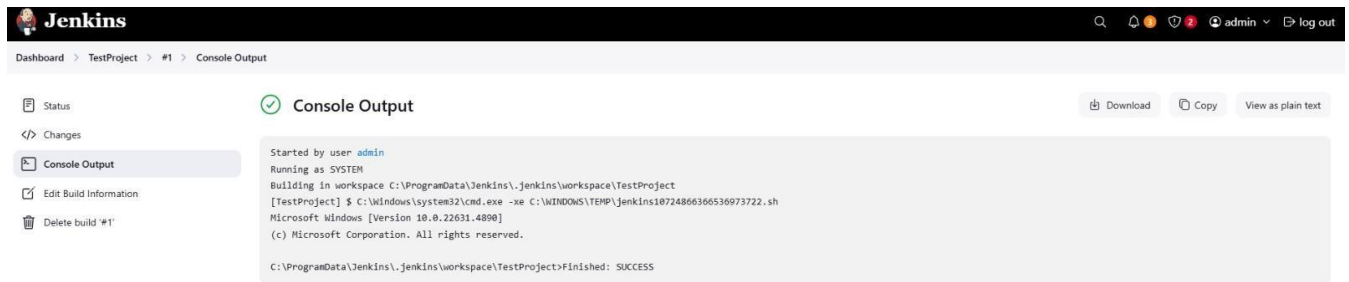 Jenkins
3
2
admin
log out
Dashboard > TestProject > #1 > Console Output
Status
Changes
Console Output
Edit Build Information
Delete build '#1'
Console Output
Download
Copy
View as plain text
Started by user admin
Running as SYSTEM
Building in workspace C:\ProgramData\Jenkins\.jenkins\workspace\TestProject
[TestProject] $ C:\Windows\system32\cmd.exe -xe C:\WINDOWS\TEMP\jenkins10724866366536973722.sh
Microsoft Windows [Version 10.0.22631.4890]
(c) Microsoft Corporation. All rights reserved.
C:\ProgramData\Jenkins\.jenkins\workspace\TestProject>Finished: SUCCESS